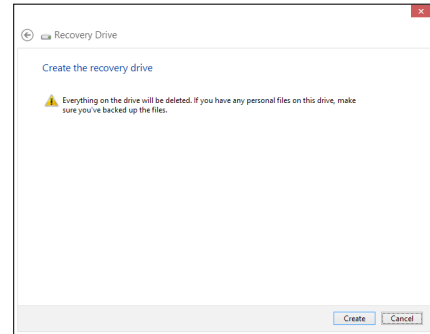 Recovery Drive
Create the recovery drive
Everything on the drive will be deleted. If you have any personal files on this drive, make
sure you've backed up the files.
Create Cancel